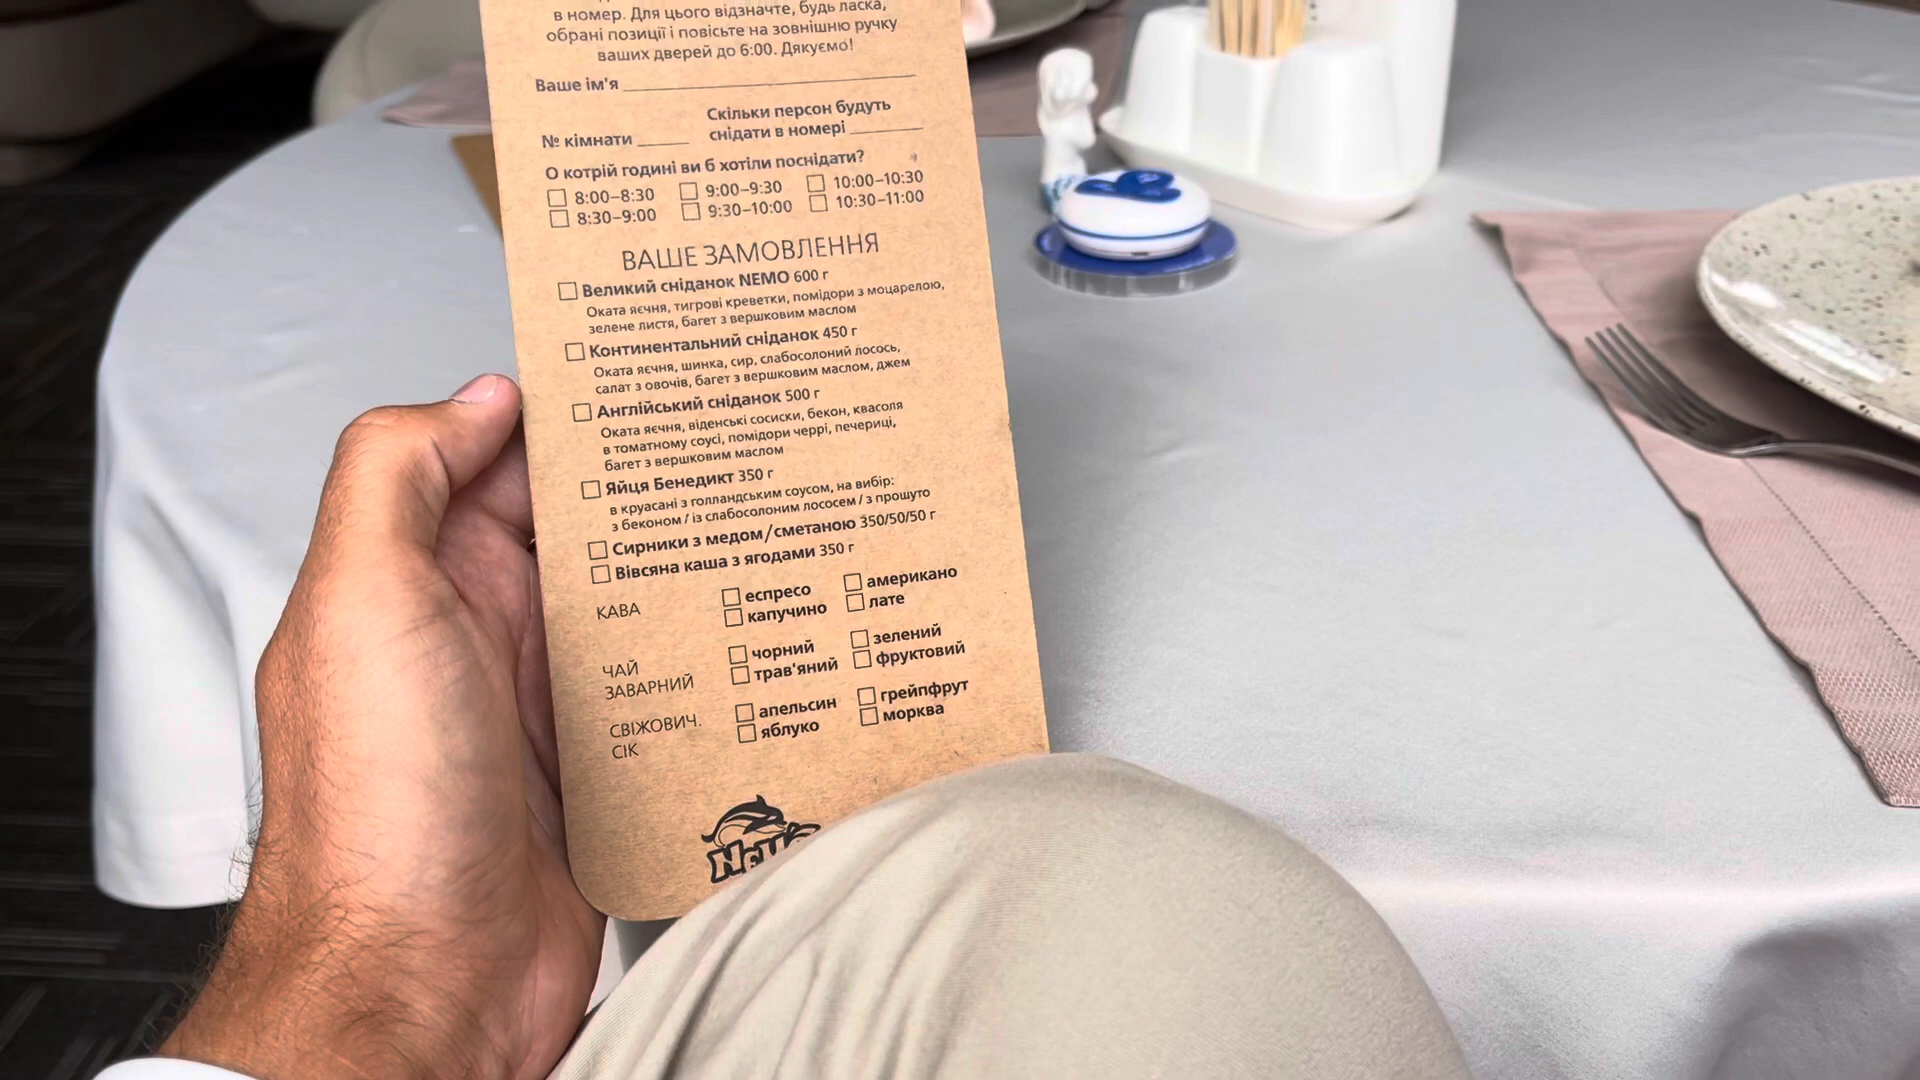 в номер. Для цього відзначте, будь ласка,
обрані позиції і повісьте на зовнішню ручку
ваших дверей до 6:00. Дякуємо!
Ваше ім'я
№ кімнати
Скільки персон будуть
снідати в номері
О котрій годині ви б хотіли поснідати?
8:00–8:30 9:00–9:30 10:00–10:30
8:30–9:00 9:30–10:00 10:30–11:00
ВАШЕ ЗАМОВЛЕННЯ
Великий сніданок NEMO 600 г
Оката яєчня, тигрові креветки, помідори з моцарелою,
зелене листя, багет з вершковим маслом
Континентальний сніданок 450 г
Оката яєчня, шинка, сир, слабосолоний лосось,
салат з овочів, багет з вершковим маслом, джем
Англійський сніданок 500 г
Оката яєчня, віденські сосиски, бекон, квасоля
в томатному соусі, помідори черрі, печериці,
багет з вершковим маслом
Яйця Бенедикт 350 г
в круасані з голландським соусом, на вибір:
з беконом / із слабосолоним лососем / з прошуто
Сирники з медом/сметаною 350/50/50 г
Вівсяна каша з ягодами 350 г
КАВА
еспресо американо
капучино лате
ЧАЙ
ЗАВАРНИЙ
чорний зелений
трав'яний фруктовий
СВІЖОВИЧ.
СІК
апельсин грейпфрут
яблуко морква